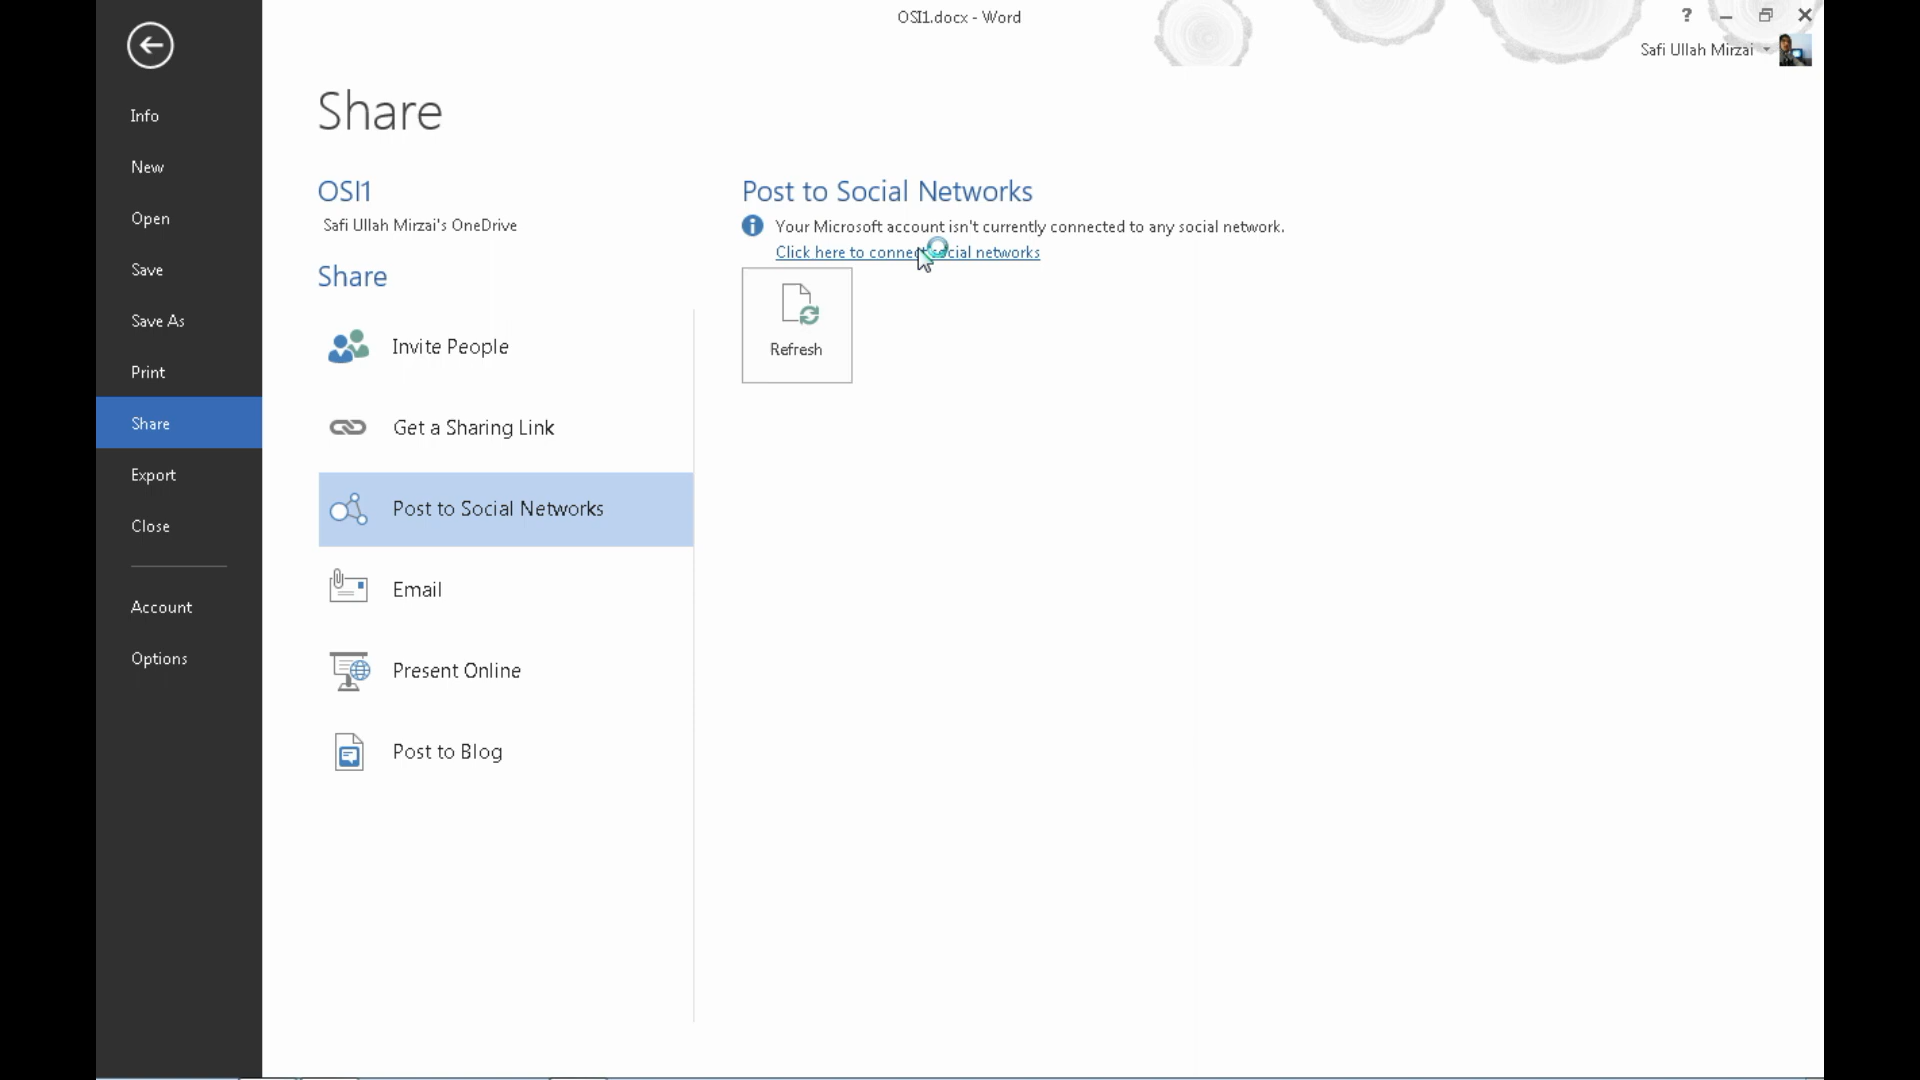 OSI1.docx - Word
?
Safi Ullah Mirzai
Info
New
Open
Save
Save As
Print
Share
Export
Close
Account
Options
Share
OSI1
Safi Ullah Mirzai's OneDrive
Share
Invite People
Get a Sharing Link
Post to Social Networks
Email
Present Online
Post to Blog
Post to Social Networks
Your Microsoft account isn't currently connected to any social network.
Click here to connect social networks
Refresh